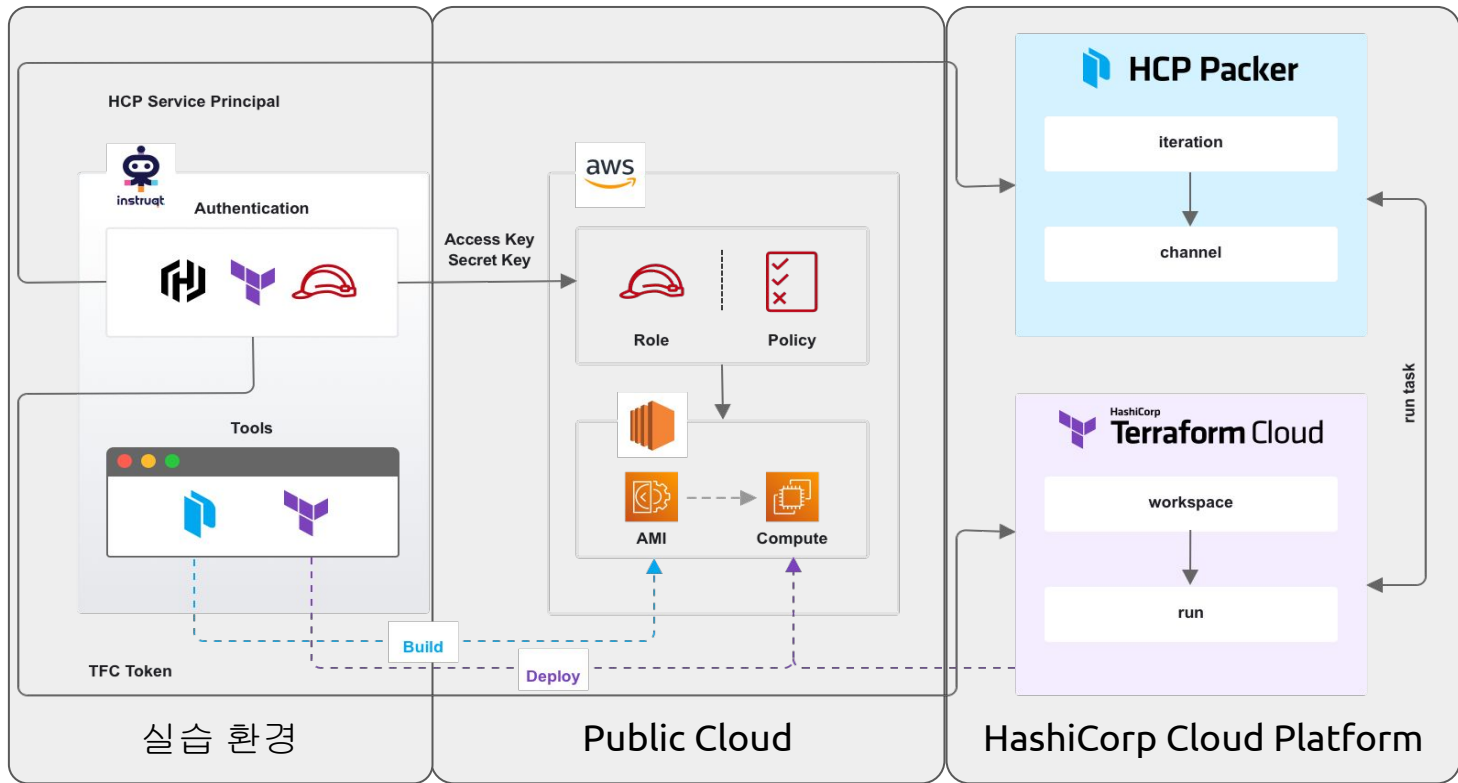 HCP Service Principal
instruqt
Authentication
Tools
TFC Token
실습 환경
Access Key
Secret Key
aws
Role
Policy
AMI
Compute
Build
Deploy
Public Cloud
HCP Packer
iteration
channel
run task
HashiCorp
Terraform Cloud
workspace
run
HashiCorp Cloud Platform